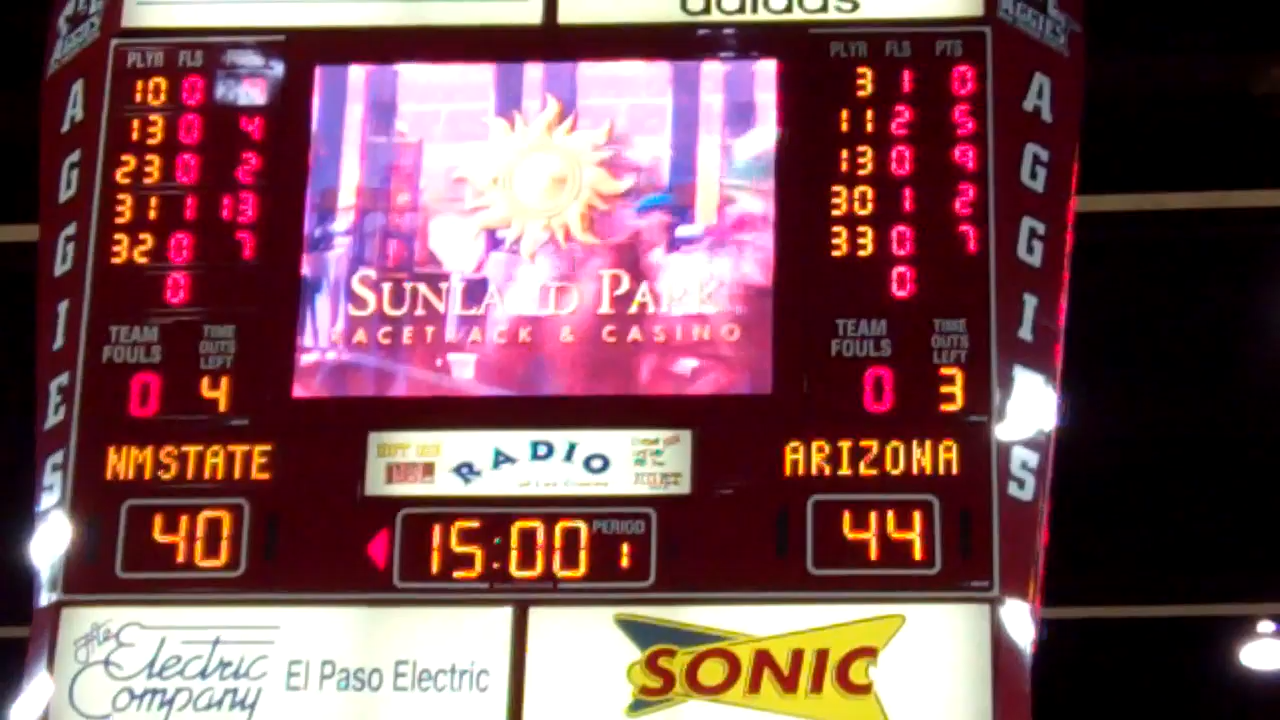 adidas
AGGIES
AGGIES
PLYR FLS
10 0
13 0 4
23 0 2
31 1 13
32 0 7
0
TEAM FOULS
TIME OUTS LEFT
0 4
SUNLAND PARK
RACETRACK & CASINO
PLYR FLS PTS
3 1 0
11 2 5
13 0 9
30 1 2
33 0 7
0
TEAM FOULS
TIME OUTS LEFT
0 3
NMSTATE
RADIO
ARIZONA
40
15:00
PERIOD
1
44
The Electric Company
El Paso Electric
SONIC